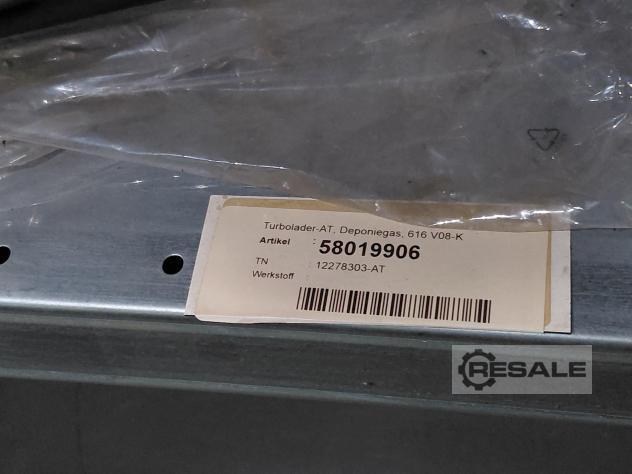 Turbolader-AT, Deponiegas, 616 V08-K
Artikel : 58019906
TN : 12278303-AT
Werkstoff :
RESALE